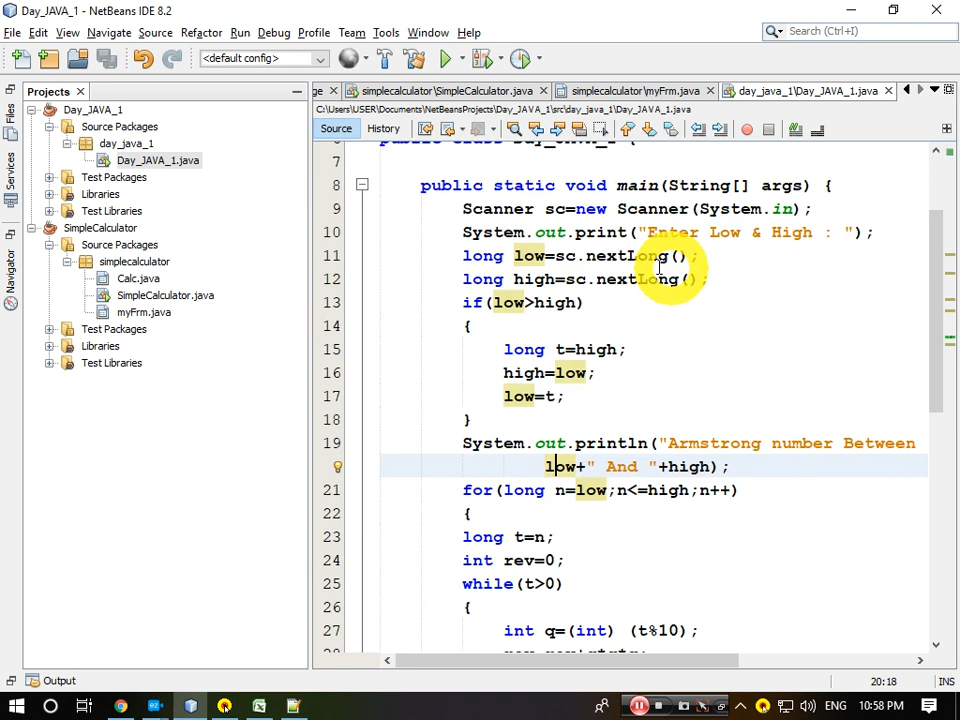 Day_JAVA_1 - NetBeans IDE 8.2
File Edit View Navigate Source Refactor Run Debug Profile Team Tools Window Help
Search (Ctrl+I)
<default config>
Projects
ge simplecalculator\SimpleCalculator.java simplecalculator\myFrm.java day_java_1\Day_JAVA_1.java
C:\Users\USER\Documents\NetBeansProjects\Day_JAVA_1\src\day_java_1\Day_JAVA_1.java
Source History
Files
Services
Navigator
Day_JAVA_1
Source Packages
day_java_1
Day_JAVA_1.java
Test Packages
Libraries
Test Libraries
SimpleCalculator
Source Packages
simplecalculator
Calc.java
SimpleCalculator.java
myFrm.java
Test Packages
Libraries
Test Libraries
public class Day_JAVA_1 {
7
8 public static void main(String[] args) {
9 Scanner sc=new Scanner(System.in);
10 System.out.print("Enter Low & High : ");
11 long low=sc.nextLong();
12 long high=sc.nextLong();
13 if(low>high)
14 {
15 long t=high;
16 high=low;
17 low=t;
18 }
19 System.out.println("Armstrong number Between
low+" And "+high);
21 for(long n=low;n<=high;n++)
22 {
23 long t=n;
24 int rev=0;
25 while(t>0)
26 {
27 int q=(int) (t%10);
Output
20:18 INS
ENG 10:58 PM